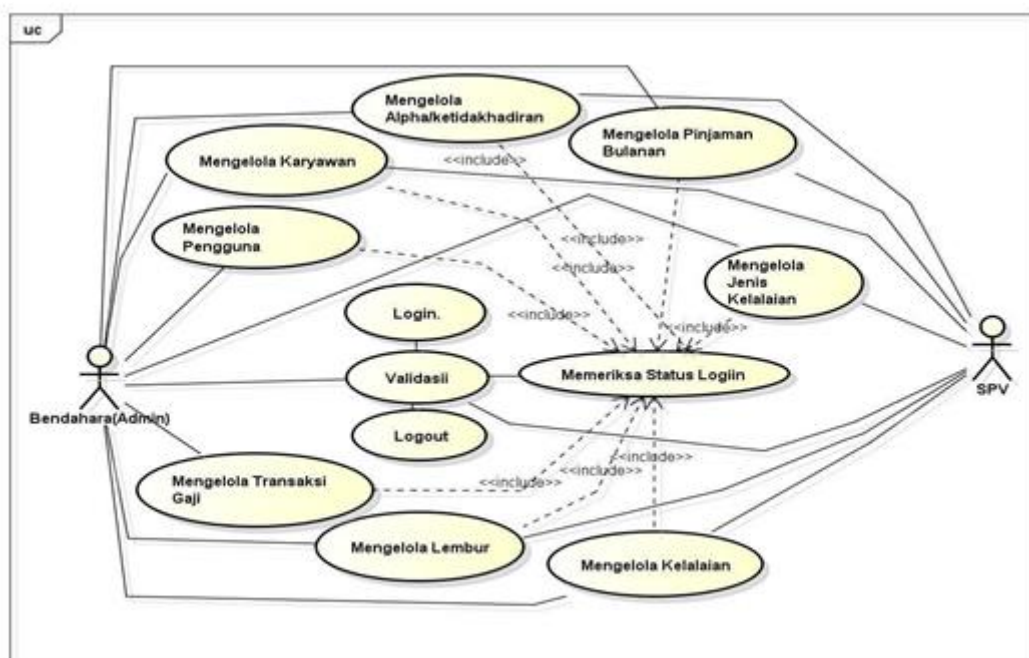 uc
Mengelola
Alpha/ketidakhadiran
Mengelola Pinjaman
Bulanan
Mengelola Karyawan
<<include>>
Mengelola
Pengguna
<<include>>
<<include>>
Mengelola
Jenis
Kelalaian
Login.
<<include>>
<<include>>
Validasii
Memeriksa Status Logiin
Bendahara(Admin)
SPV
Logout
<<include>>
<<include>>
<<include>>
Mengelola Transaksi
Gaji
Mengelola Lembur
Mengelola Kelalaian